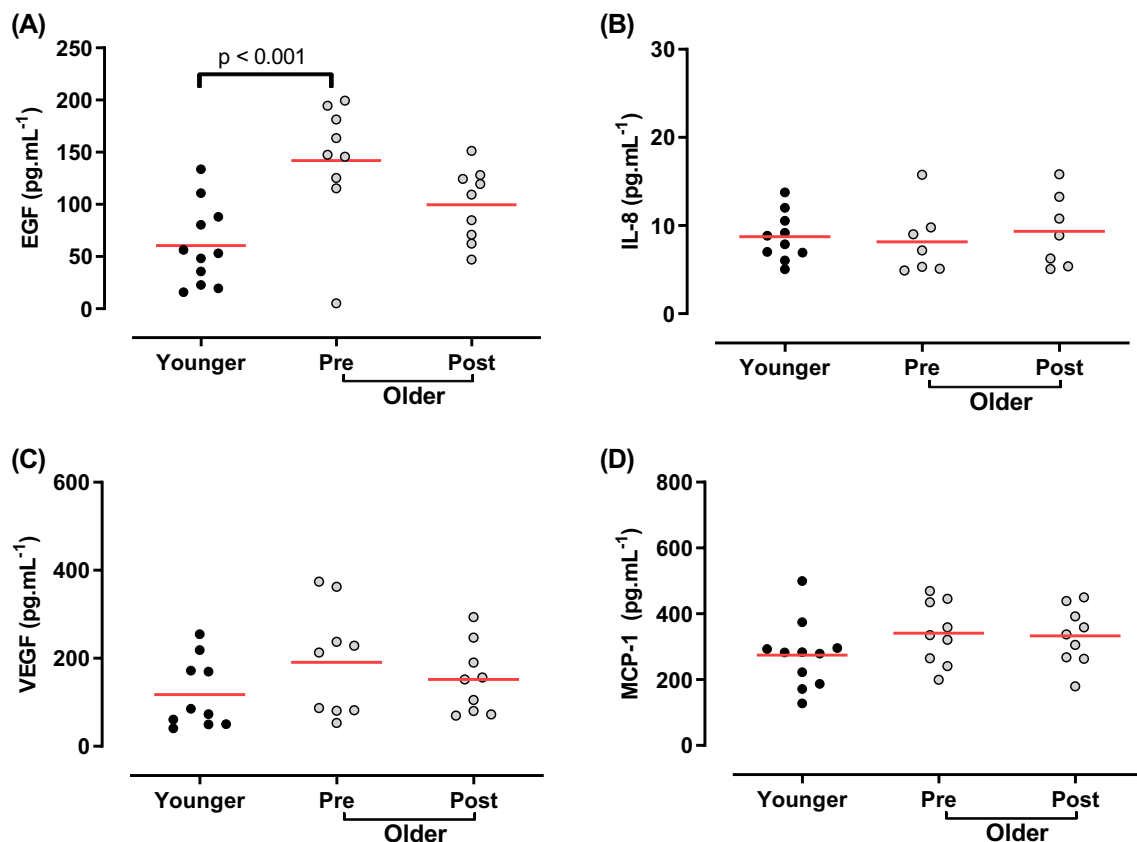 (A)
EGF (pg.mL⁻¹)
250
200
150
100
50
0
p < 0.001
Younger
Pre
Post
Older
(B)
IL-8 (pg.mL⁻¹)
30
20
10
0
Younger
Pre
Post
Older
(C)
VEGF (pg.mL⁻¹)
600
400
200
0
Younger
Pre
Post
Older
(D)
MCP-1 (pg.mL⁻¹)
800
600
400
200
0
Younger
Pre
Post
Older